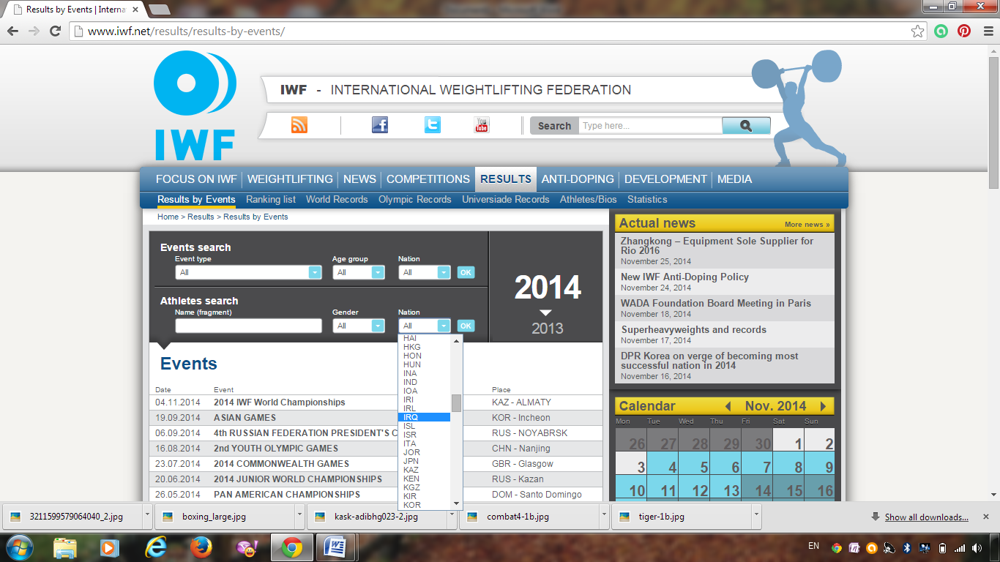 Results by Events | Interna
www.iwf.net/results/results-by-events/
IWF
IWF - INTERNATIONAL WEIGHTLIFTING FEDERATION
Search Type here...
FOCUS ON IWF WEIGHTLIFTING NEWS COMPETITIONS RESULTS ANTI-DOPING DEVELOPMENT MEDIA
Results by Events Ranking list World Records Olympic Records Universiade Records Athletes/Bios Statistics
Home > Results > Results by Events
Events search
Event type Age group Nation
All All All OK
Athletes search
Name (fragment) Gender Nation
All All OK
2014
2013
HAI
HKG
HON
HUN
INA
IND
IOA
IRI
IRL
IRQ
ISL
ISR
ITA
JOR
JPN
KAZ
KEN
KGZ
KIR
KOR
Events
Date Event Place
04.11.2014 2014 IWF World Championships KAZ - ALMATY
19.09.2014 ASIAN GAMES KOR - Incheon
06.09.2014 4th RUSSIAN FEDERATION PRESIDENT'S C RUS - NOYABRSK
16.08.2014 2nd YOUTH OLYMPIC GAMES CHN - Nanjing
23.07.2014 2014 COMMONWEALTH GAMES GBR - Glasgow
20.06.2014 2014 JUNIOR WORLD CHAMPIONSHIPS RUS - Kazan
26.05.2014 PAN AMERICAN CHAMPIONSHIPS DOM - Santo Domingo
Actual news More news »
Zhangkong – Equipment Sole Supplier for
Rio 2016
November 25, 2014
New IWF Anti-Doping Policy
November 24, 2014
WADA Foundation Board Meeting in Paris
November 18, 2014
Superheavyweights and records
November 17, 2014
DPR Korea on verge of becoming most
successful nation in 2014
November 16, 2014
Calendar Nov. 2014
Mon Tue Wed Thu Fri Sat Sun
26 27 28 29 30 1 2
3 4 5 6 7 8 9
10 11 12 13 14 15 16
3211599579064040_2.jpg boxing_large.jpg kask-adibhg023-2.jpg combat4-1b.jpg tiger-1b.jpg Show all downloads...
EN 10:48